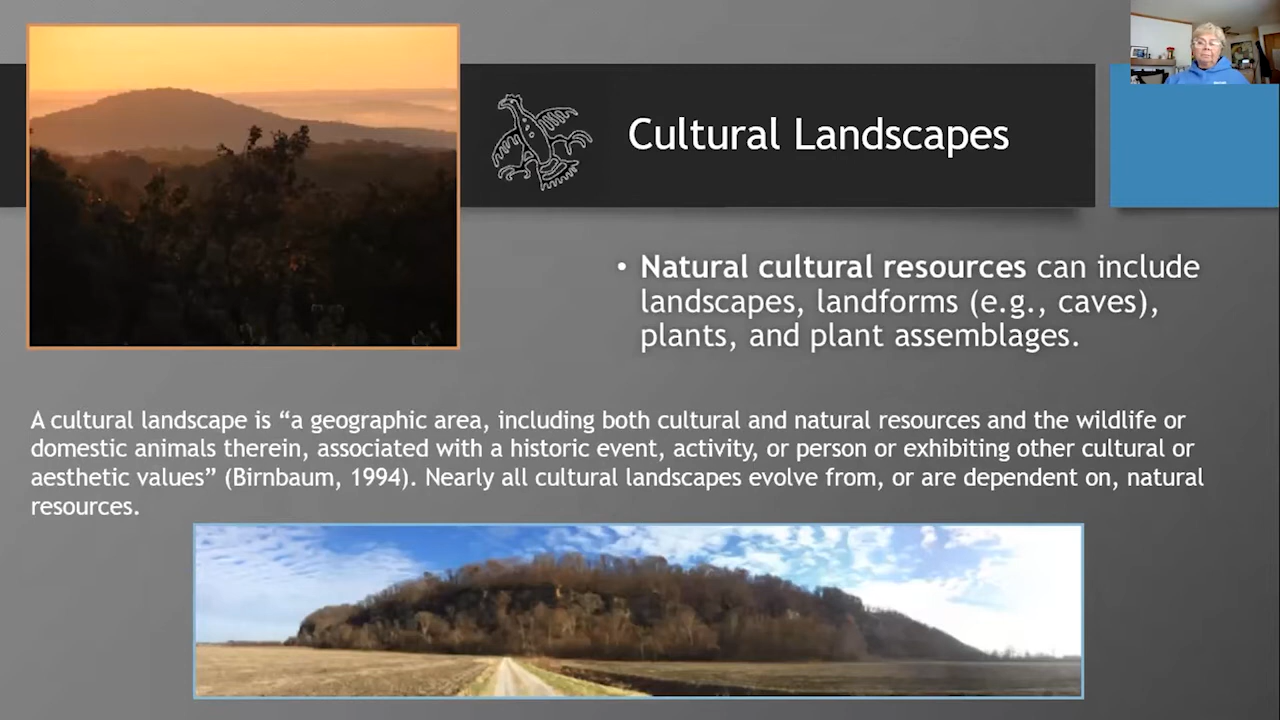 Cultural Landscapes
• Natural cultural resources can include
landscapes, landforms (e.g., caves),
plants, and plant assemblages.
A cultural landscape is “a geographic area, including both cultural and natural resources and the wildlife or
domestic animals therein, associated with a historic event, activity, or person or exhibiting other cultural or
aesthetic values” (Birnbaum, 1994). Nearly all cultural landscapes evolve from, or are dependent on, natural
resources.